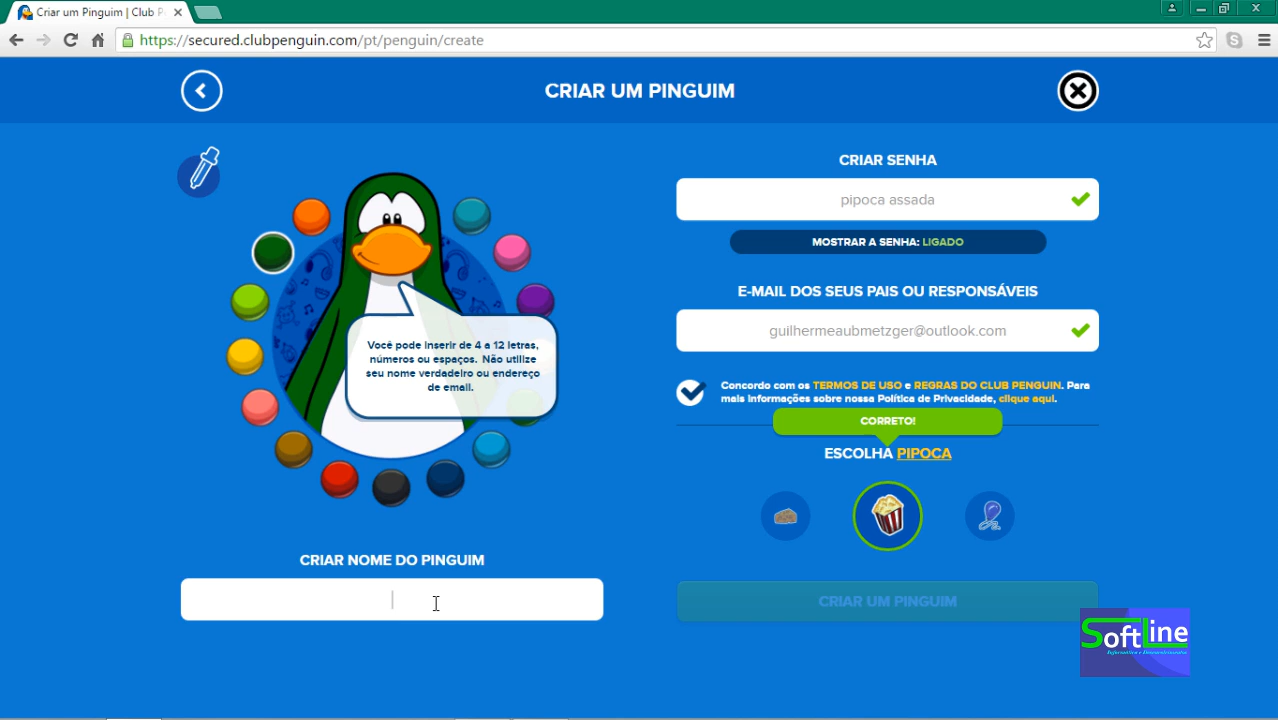 Criar um Pinguim | Club P
https://secured.clubpenguin.com/pt/penguin/create
CRIAR UM PINGUIM
Você pode inserir de 4 a 12 letras,
números ou espaços. Não utilize
seu nome verdadeiro ou endereço
de email.
CRIAR NOME DO PINGUIM
CRIAR SENHA
pipoca assada
MOSTRAR A SENHA: LIGADO
E-MAIL DOS SEUS PAIS OU RESPONSÁVEIS
guilhermeaubmetzger@outlook.com
Concordo com os TERMOS DE USO e REGRAS DO CLUB PENGUIN. Para
mais informações sobre nossa Política de Privacidade, clique aqui.
CORRETO!
ESCOLHA PIPOCA
CRIAR UM PINGUIM
SoftLine